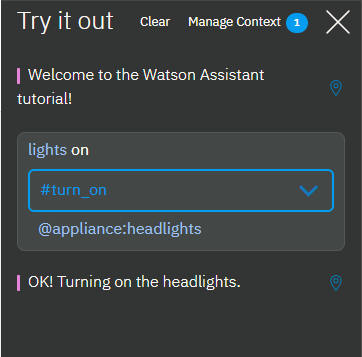 Try it out Clear Manage Context 1
Welcome to the Watson Assistant
tutorial!
lights on
#turn_on
@appliance:headlights
OK! Turning on the headlights.